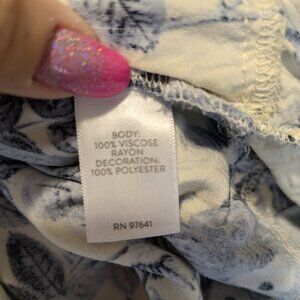 BODY:
100% VISCOSE
RAYON
DECORATION:
100% POLYESTER
RN 97641